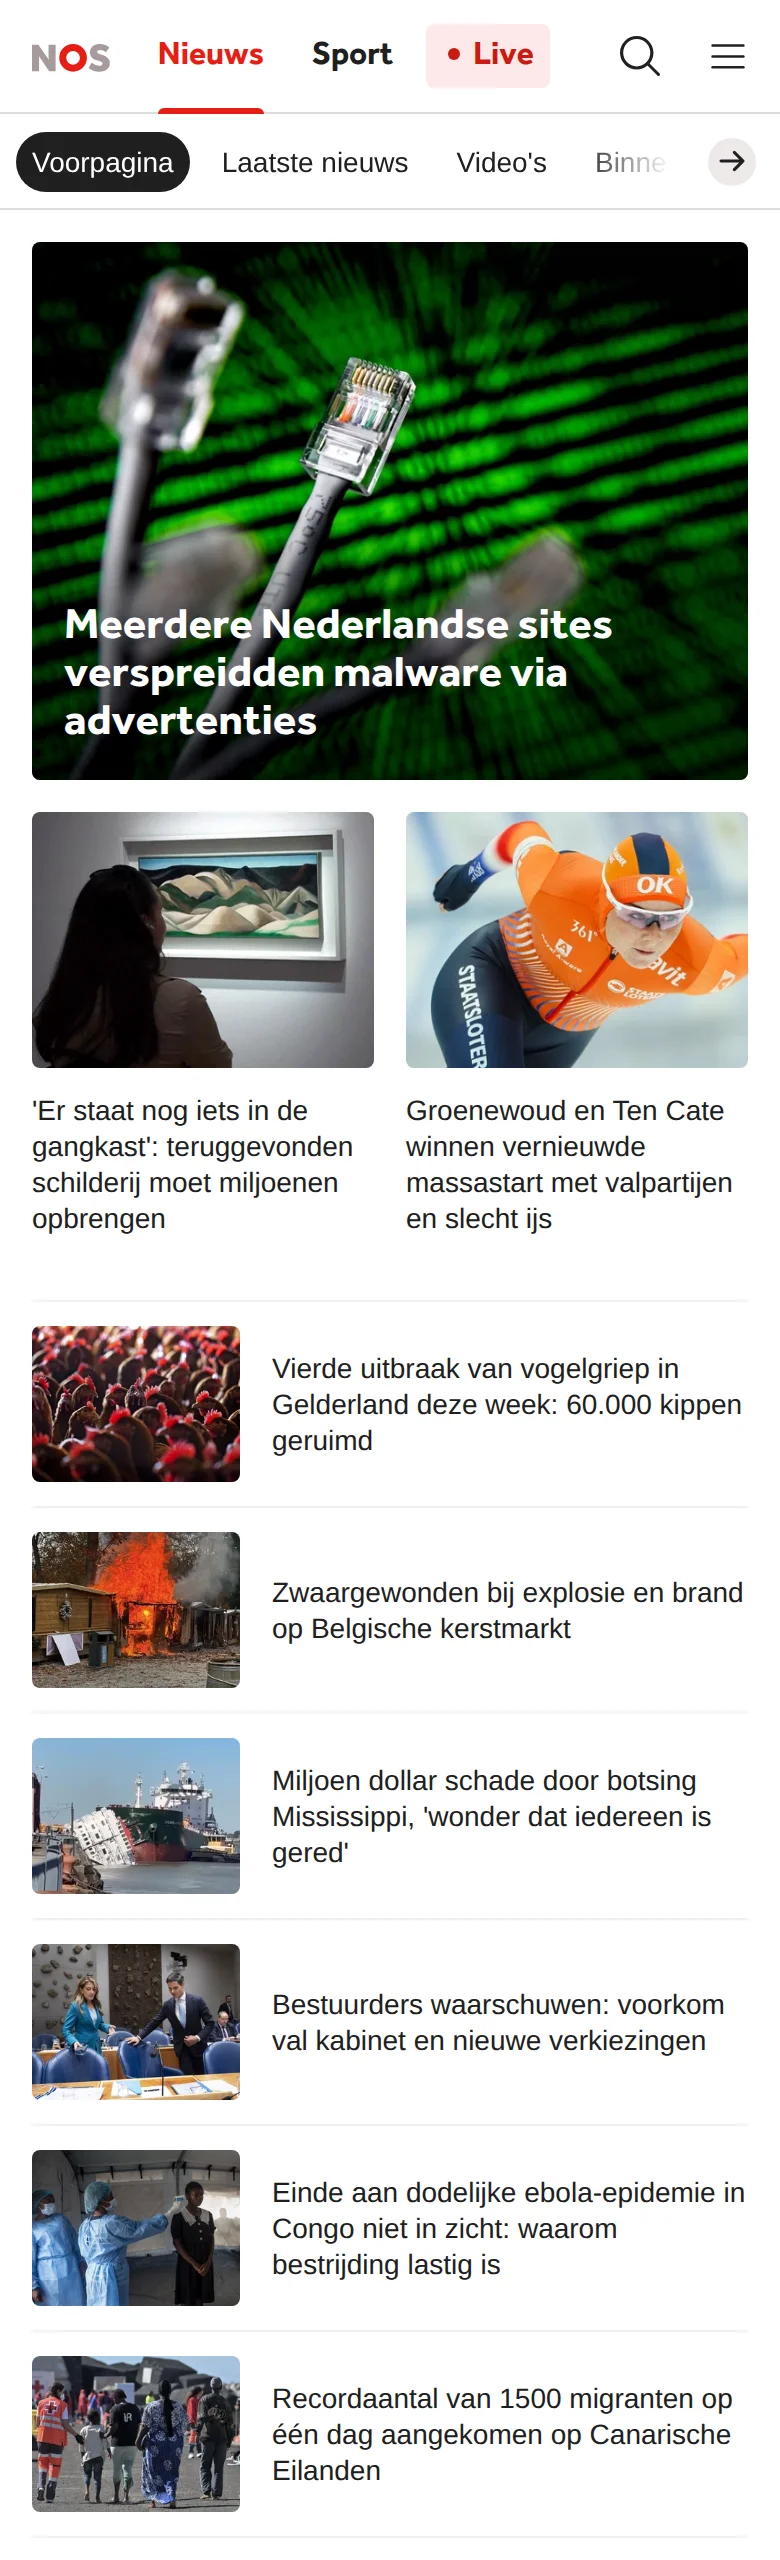 NOS
Nieuws
Sport
Live
Voorpagina
Laatste nieuws
Video's
Binne
Meerdere Nederlandse sites
verspreidden malware via
advertenties
OK
361°
STAATSLOTER
'Er staat nog iets in de
gangkast': teruggevonden
schilderij moet miljoenen
opbrengen
Groenewoud en Ten Cate
winnen vernieuwde
massastart met valpartijen
en slecht ijs
Vierde uitbraak van vogelgriep in
Gelderland deze week: 60.000 kippen
geruimd
Zwaargewonden bij explosie en brand
op Belgische kerstmarkt
Miljoen dollar schade door botsing
Mississippi, 'wonder dat iedereen is
gered'
Bestuurders waarschuwen: voorkom
val kabinet en nieuwe verkiezingen
Einde aan dodelijke ebola-epidemie in
Congo niet in zicht: waarom
bestrijding lastig is
Recordaantal van 1500 migranten op
één dag aangekomen op Canarische
Eilanden